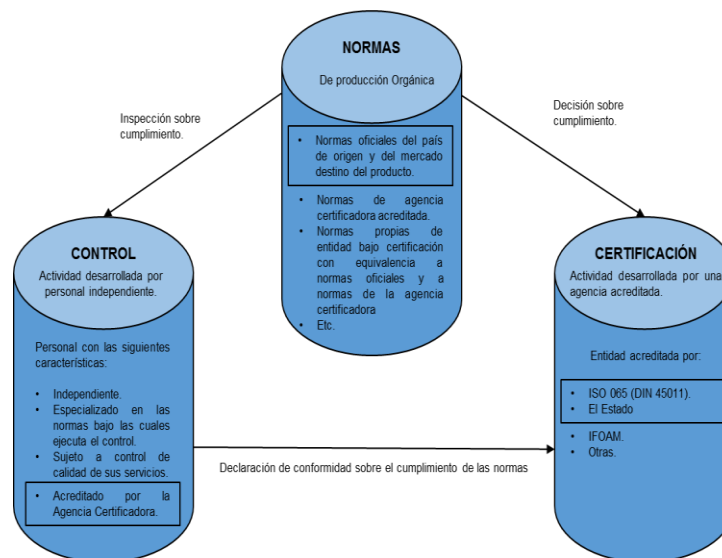 NORMAS
De producción Orgánica
• Normas oficiales del país
de origen y del mercado
destino del producto.
• Normas de agencia
certificadora acreditada.
• Normas propias de
entidad bajo certificación
con equivalencia a
normas oficiales y a
normas de la agencia
certificadora
• Etc.
Inspección sobre
cumplimiento.
Decisión sobre
cumplimiento.
CONTROL
Actividad desarrollada por
personal independiente.
Personal con las siguientes
características:
• Independiente.
• Especializado en las
normas bajo las cuales
ejecuta el control.
• Sujeto a control de
calidad de sus servicios.
• Acreditado por la
Agencia Certificadora.
Declaración de conformidad sobre el cumplimiento de las normas
CERTIFICACIÓN
Actividad desarrollada por una
agencia acreditada.
Entidad acreditada por:
• ISO 065 (DIN 45011).
• El Estado
• IFOAM.
• Otras.